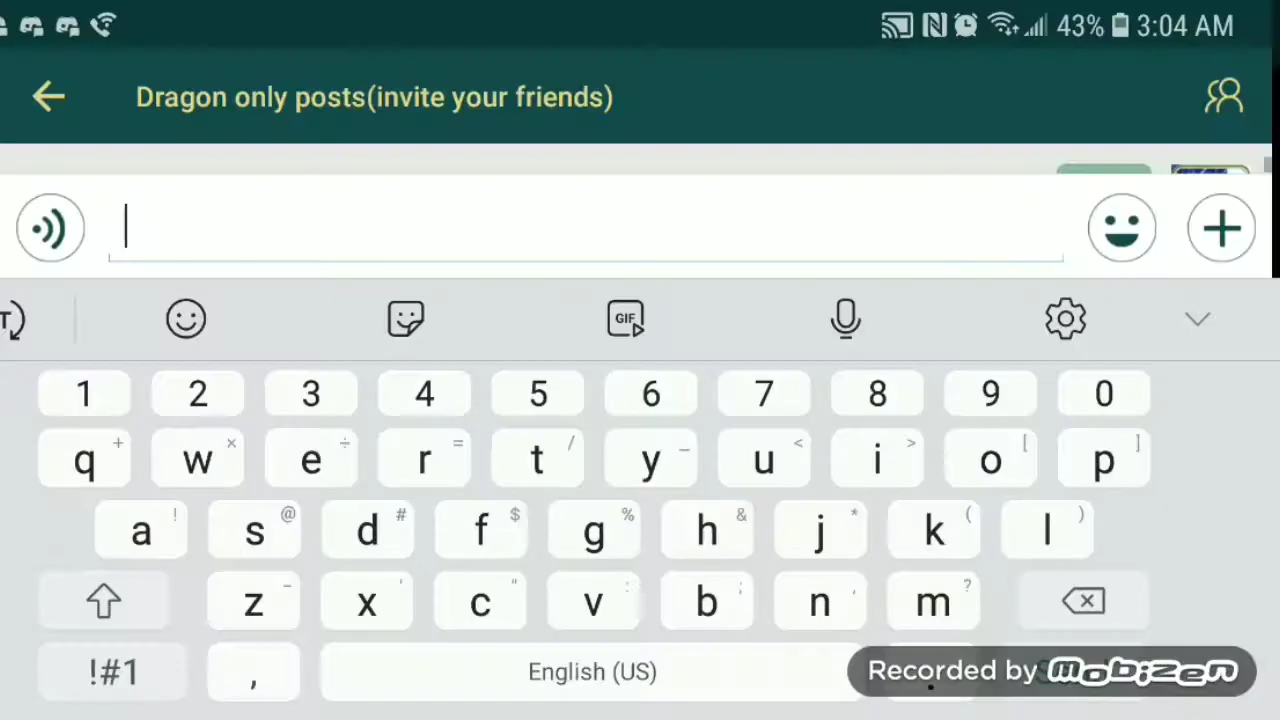 43% 3:04 AM
Dragon only posts(invite your friends)
T
GIF
1 2 3 4 5 6 7 8 9 0
q + w × e ÷ r = t / y _ u < i > o [ p ]
a ! s @ d # f $ g % h & j * k ( l )
z - x ' c " v : b ; n , m ?
!#1 , English (US) .
Recorded by mobizen